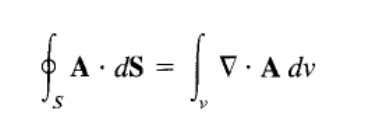 ∮_S A · dS = ∫_v ∇ · A dv